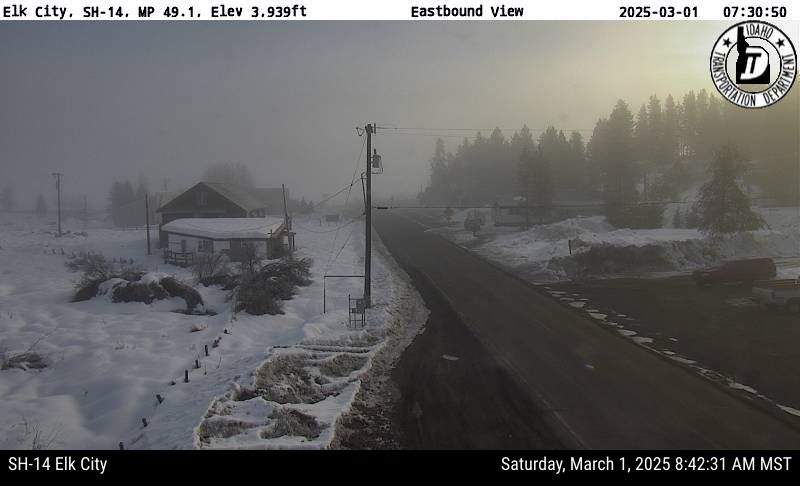 Elk City, SH-14, MP 49.1, Elev 3,939ft Eastbound View 2025-03-01 07:30:50
IDAHO
TRANSPORTATION DEPARTMENT
SH-14 Elk City Saturday, March 1, 2025 8:42:31 AM MST